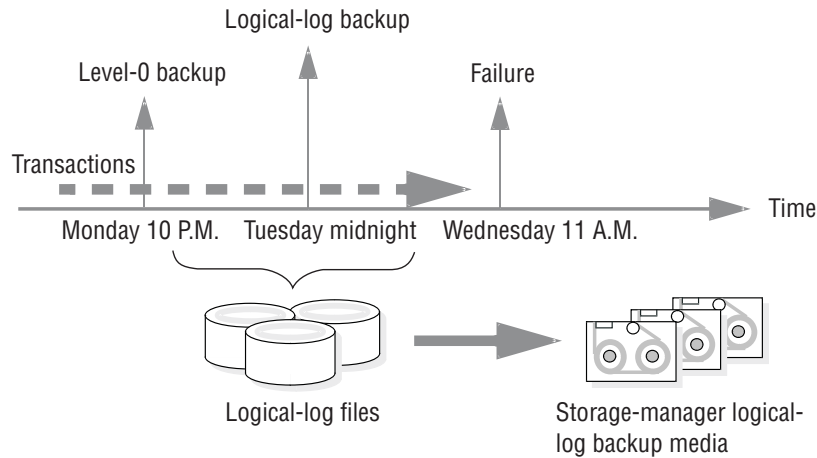 Logical-log backup
Level-0 backup
Failure
Transactions
Time
Monday 10 P.M.
Tuesday midnight
Wednesday 11 A.M.
Logical-log files
Storage-manager logical-
log backup media